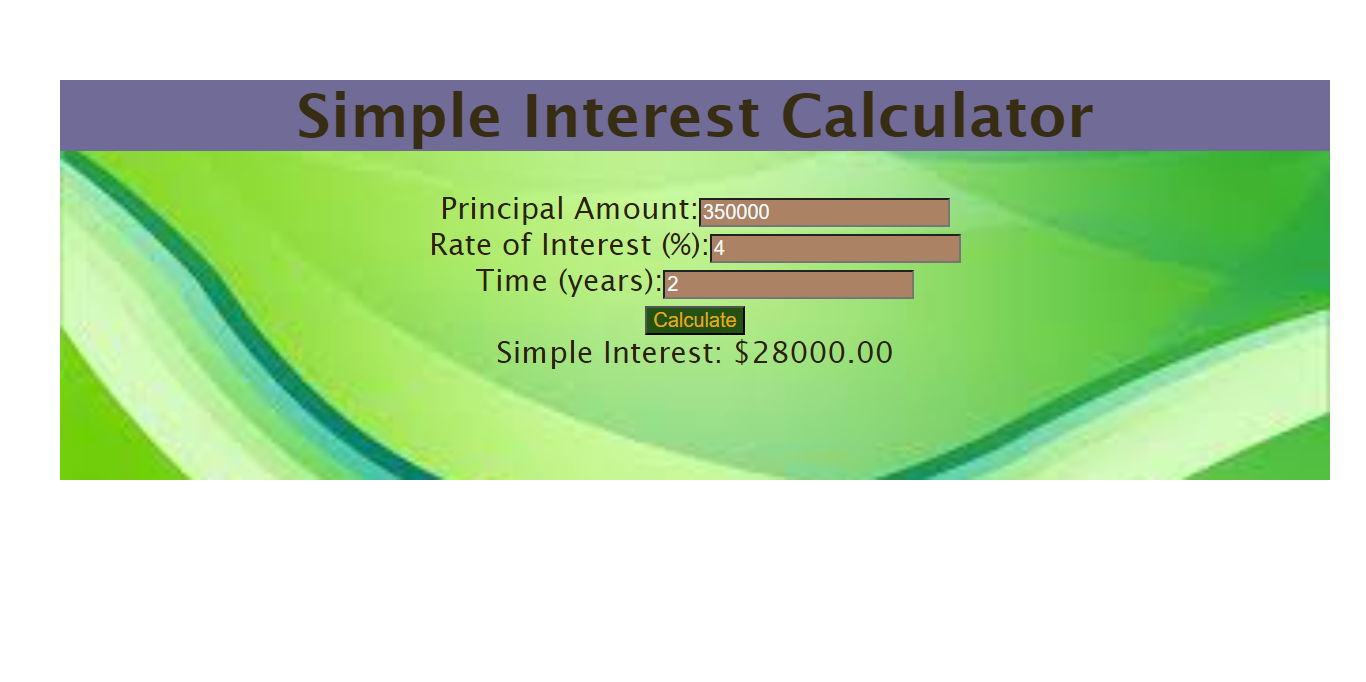 Simple Interest Calculator
Principal Amount:350000
Rate of Interest (%):4
Time (years):2
Calculate
Simple Interest: $28000.00